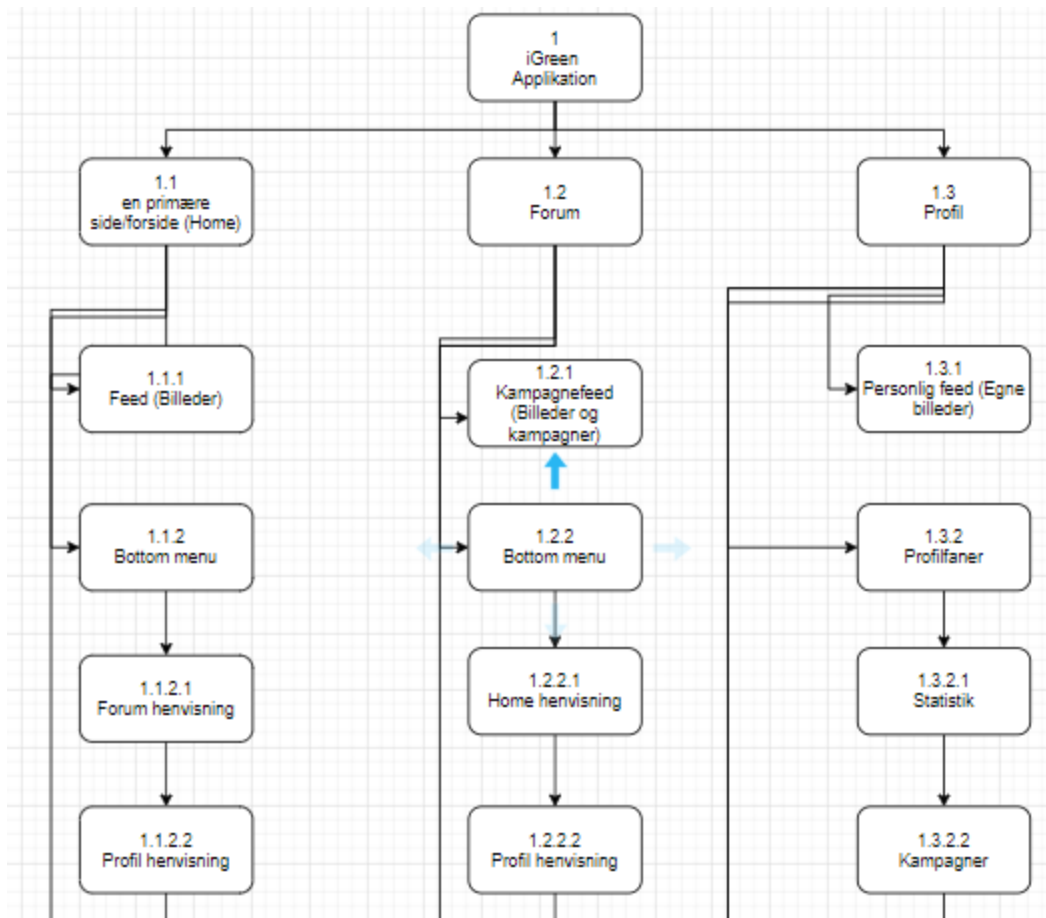 1
iGreen
Applikation
1.1
en primære
side/forside (Home)
1.2
Forum
1.3
Profil
1.1.1
Feed (Billeder)
1.2.1
Kampagnefeed
(Billeder og
kampagner)
1.3.1
Personlig feed (Egne
billeder)
1.1.2
Bottom menu
1.2.2
Bottom menu
1.3.2
Profilfaner
1.1.2.1
Forum henvisning
1.2.2.1
Home henvisning
1.3.2.1
Statistik
1.1.2.2
Profil henvisning
1.2.2.2
Profil henvisning
1.3.2.2
Kampagner